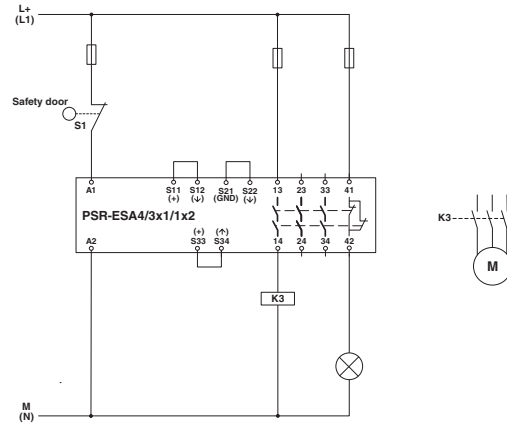 L+
(L1)
Safety door
S1
A1
S11
(+)
S12
(↓)
S21
(GND)
S22
(↓)
13
23
33
41
PSR-ESA4/3x1/1x2
A2
(+)
S33
(↑)
S34
14
24
34
42
K3
K3
M
M
(N)